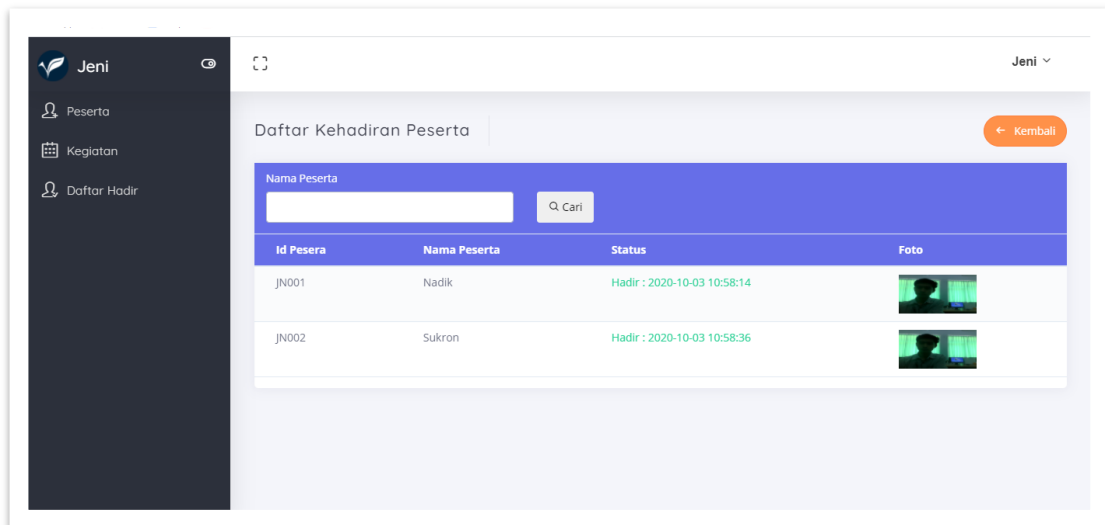 Jeni
Jeni
Peserta
Kegiatan
Daftar Hadir
Daftar Kehadiran Peserta
Kembali
Nama Peserta
Cari
Id Pesera Nama Peserta Status Foto
JN001 Nadik Hadir : 2020-10-03 10:58:14
JN002 Sukron Hadir : 2020-10-03 10:58:36